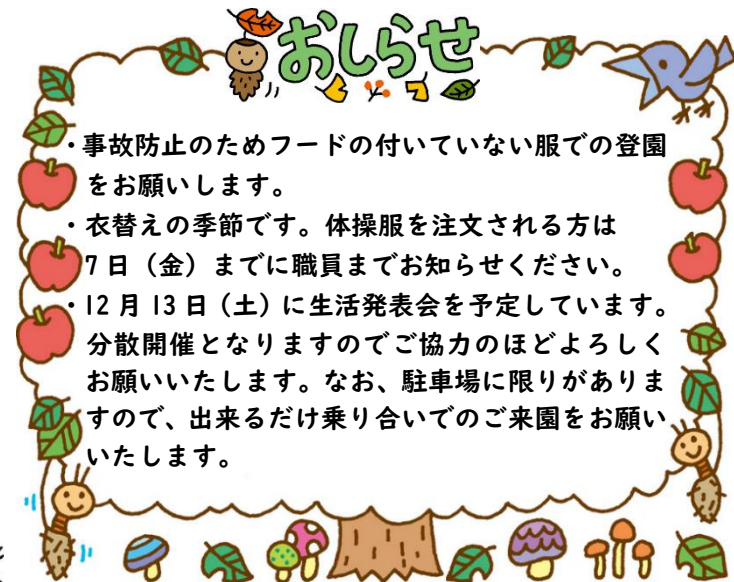 おしらせ
・事故防止のためフードの付いていない服での登園
をお願いします。
・衣替えの季節です。体操服を注文される方は
7日（金）までに職員までお知らせください。
・12月13日（土）に生活発表会を予定しています。
分散開催となりますのでご協力のほどよろしく
お願いいたします。なお、駐車場に限りがありま
すので、出来るだけ乗り合いでのご来園をお願い
いたします。